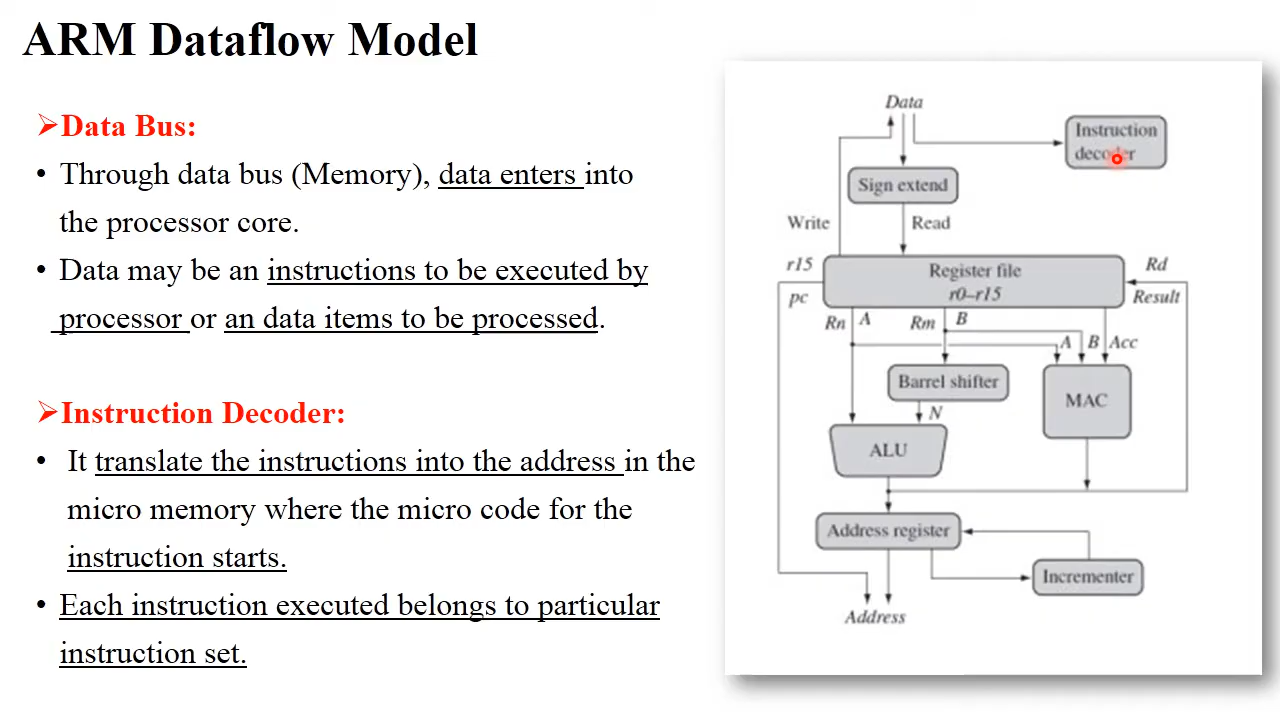 ARM Dataflow Model
➢Data Bus:
• Through data bus (Memory), data enters into
the processor core.
• Data may be an instructions to be executed by
processor or an data items to be processed.
➢Instruction Decoder:
• It translate the instructions into the address in the
micro memory where the micro code for the
instruction starts.
• Each instruction executed belongs to particular
instruction set.
Data
Instruction
decoder
Sign extend
Write
Read
r15
pc
Register file
r0–r15
Rd
Result
Rn A
Rm B
A B Acc
Barrel shifter
N
MAC
ALU
Address register
Incrementer
Address